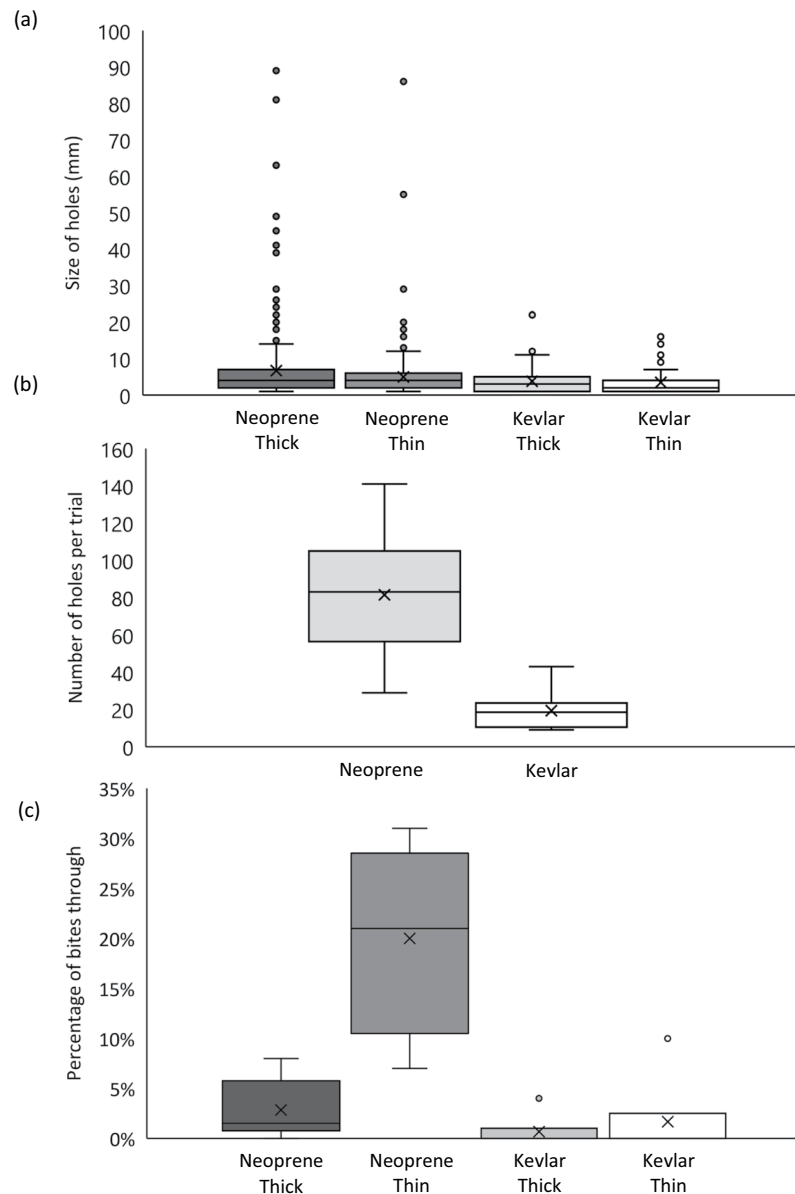 (a)
Size of holes (mm)
100
90
80
70
60
50
40
30
20
10
0
Neoprene
Thick
Neoprene
Thin
Kevlar
Thick
Kevlar
Thin
(b)
Number of holes per trial
160
140
120
100
80
60
40
20
0
Neoprene
Kevlar
(c)
Percentage of bites through
35%
30%
25%
20%
15%
10%
5%
0%
Neoprene
Thick
Neoprene
Thin
Kevlar
Thick
Kevlar
Thin